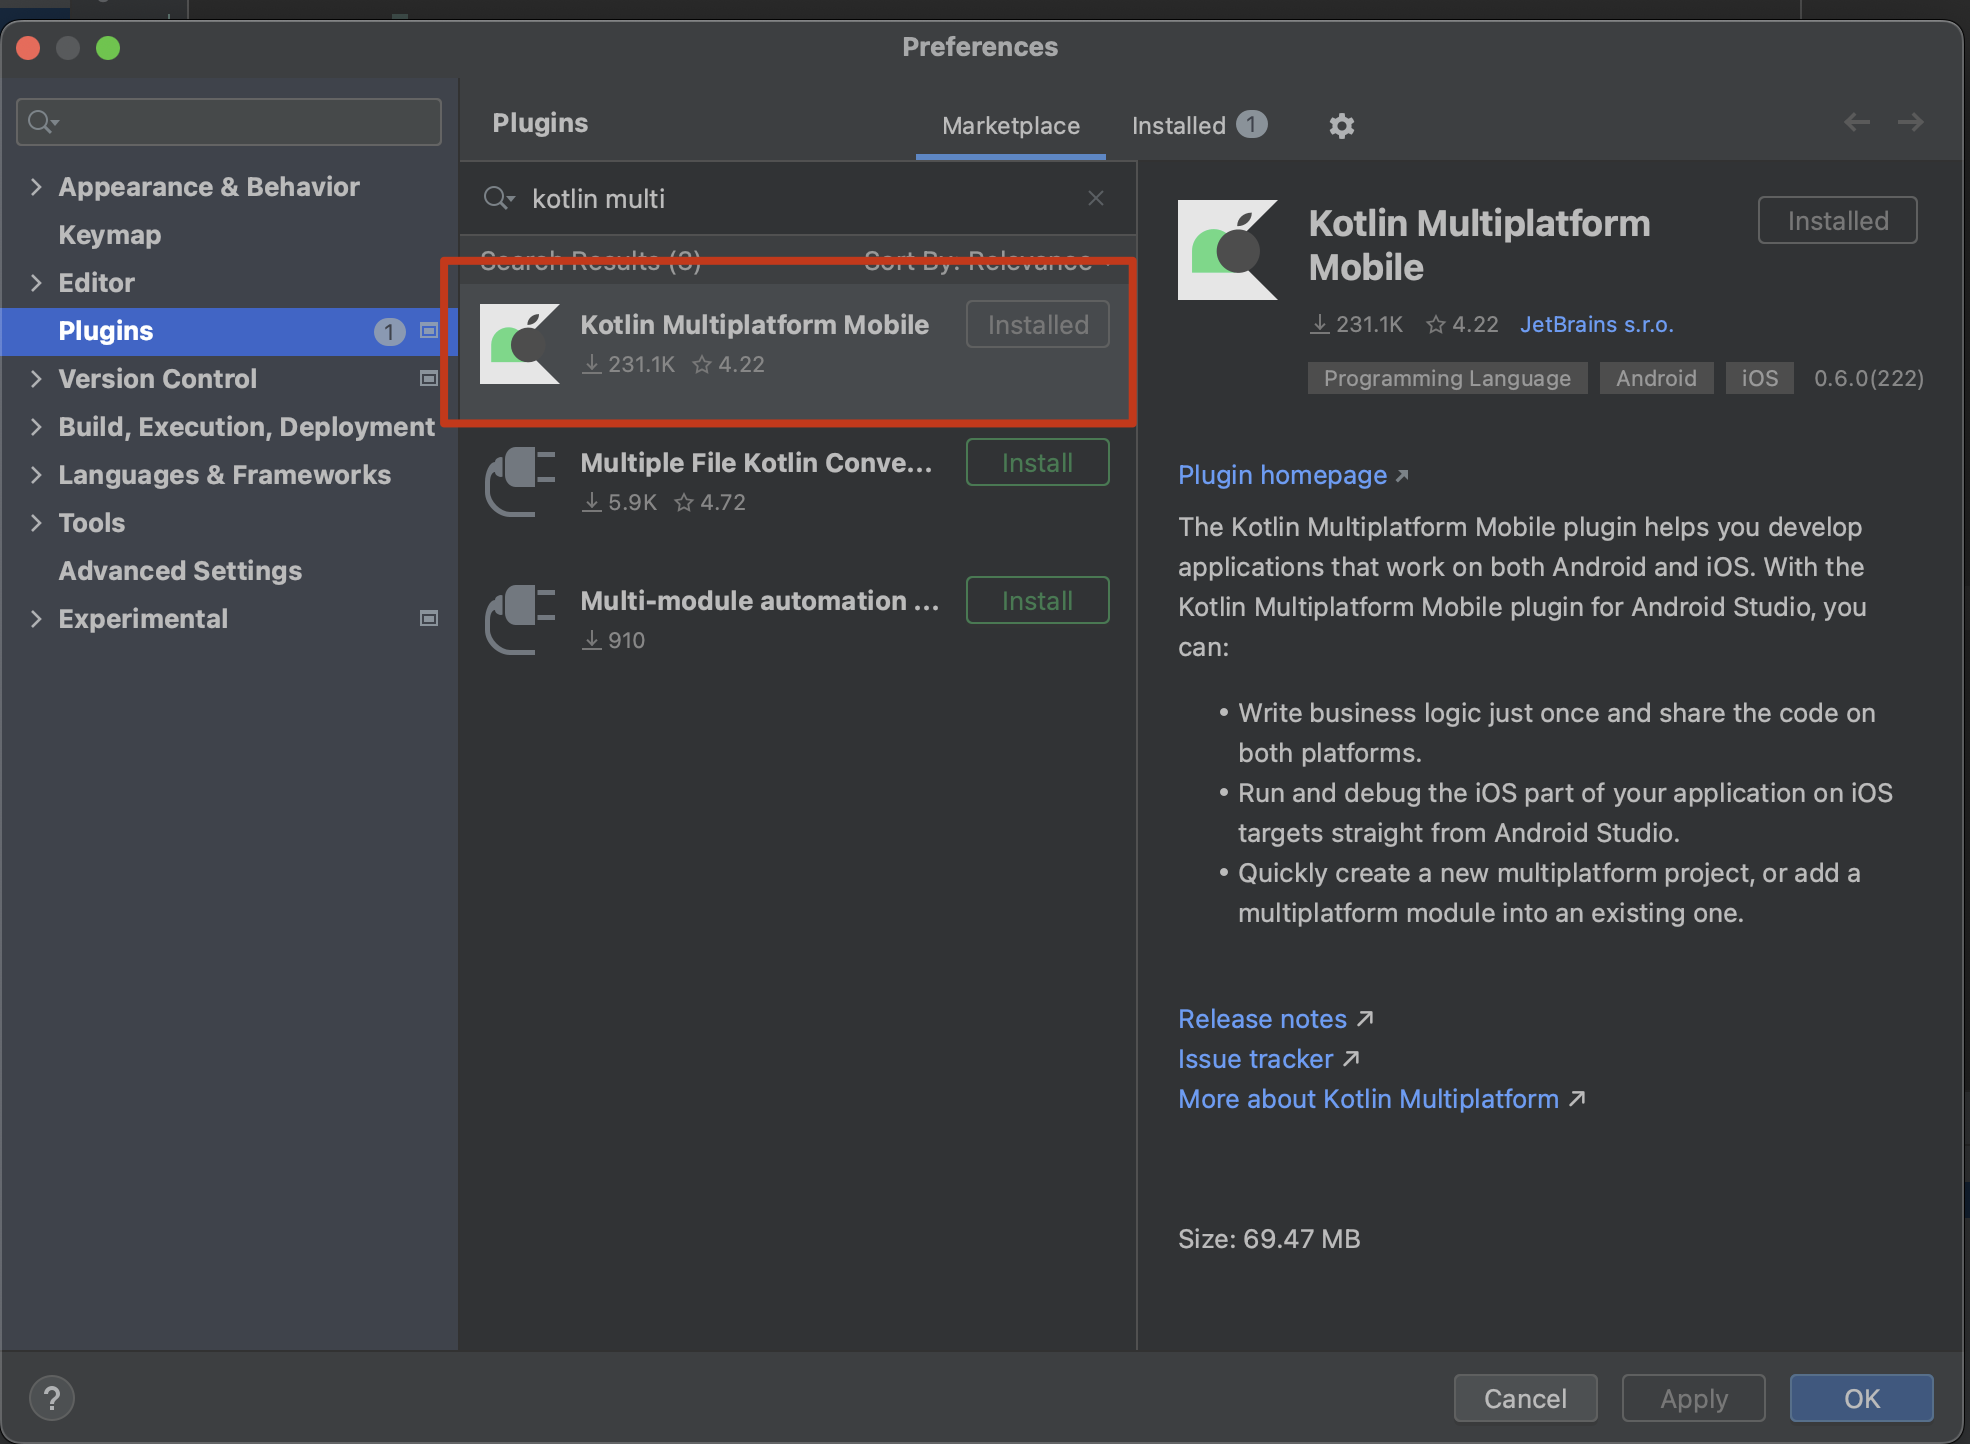 Preferences
Appearance & Behavior
Keymap
Editor
Plugins 1
Version Control
Build, Execution, Deployment
Languages & Frameworks
Tools
Advanced Settings
Experimental
Plugins
Marketplace
Installed 1
kotlin multi
Search Results (3) Sort By: Relevance
Kotlin Multiplatform Mobile Installed
231.1K 4.22
Multiple File Kotlin Conve... Install
5.9K 4.72
Multi-module automation ... Install
910
Kotlin Multiplatform
Mobile
Installed
231.1K 4.22 JetBrains s.r.o.
Programming Language Android iOS 0.6.0(222)
Plugin homepage
The Kotlin Multiplatform Mobile plugin helps you develop
applications that work on both Android and iOS. With the
Kotlin Multiplatform Mobile plugin for Android Studio, you
can:
• Write business logic just once and share the code on
both platforms.
• Run and debug the iOS part of your application on iOS
targets straight from Android Studio.
• Quickly create a new multiplatform project, or add a
multiplatform module into an existing one.
Release notes
Issue tracker
More about Kotlin Multiplatform
Size: 69.47 MB
?
Cancel
Apply
OK